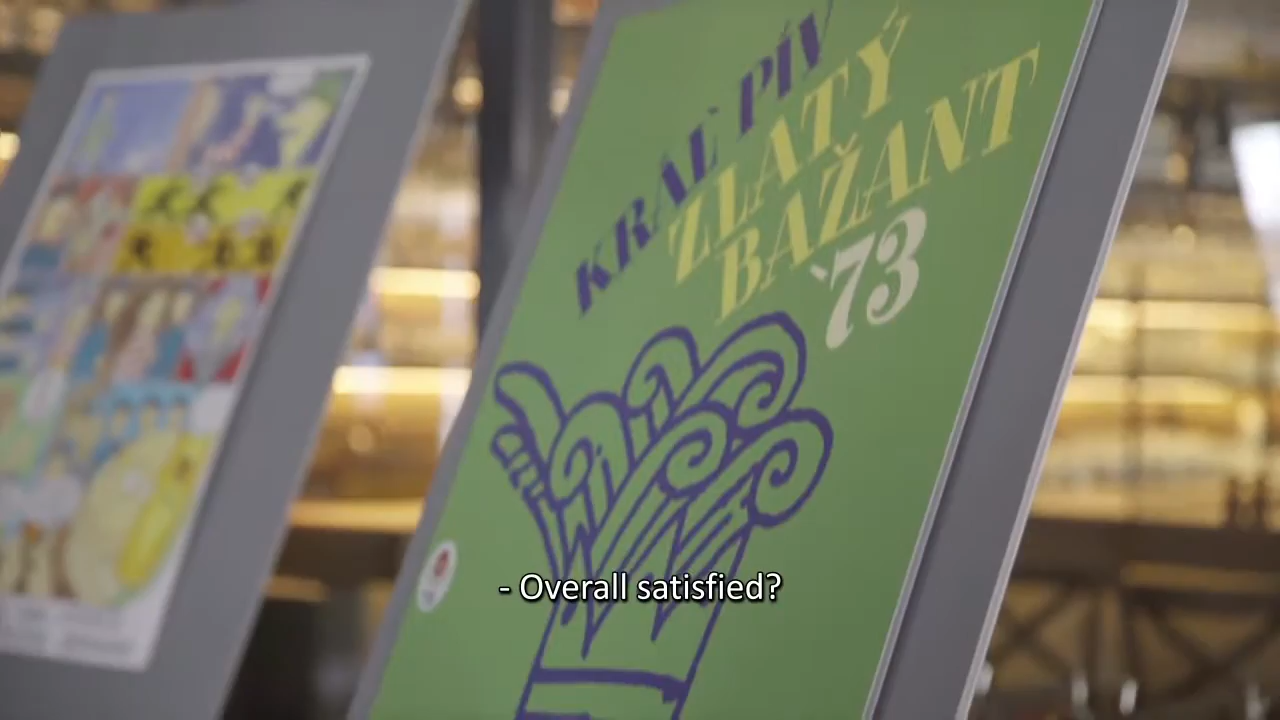 KRÁĽ PÍV
ZLATÝ
BAŽANT
'73
- Overall satisfied?